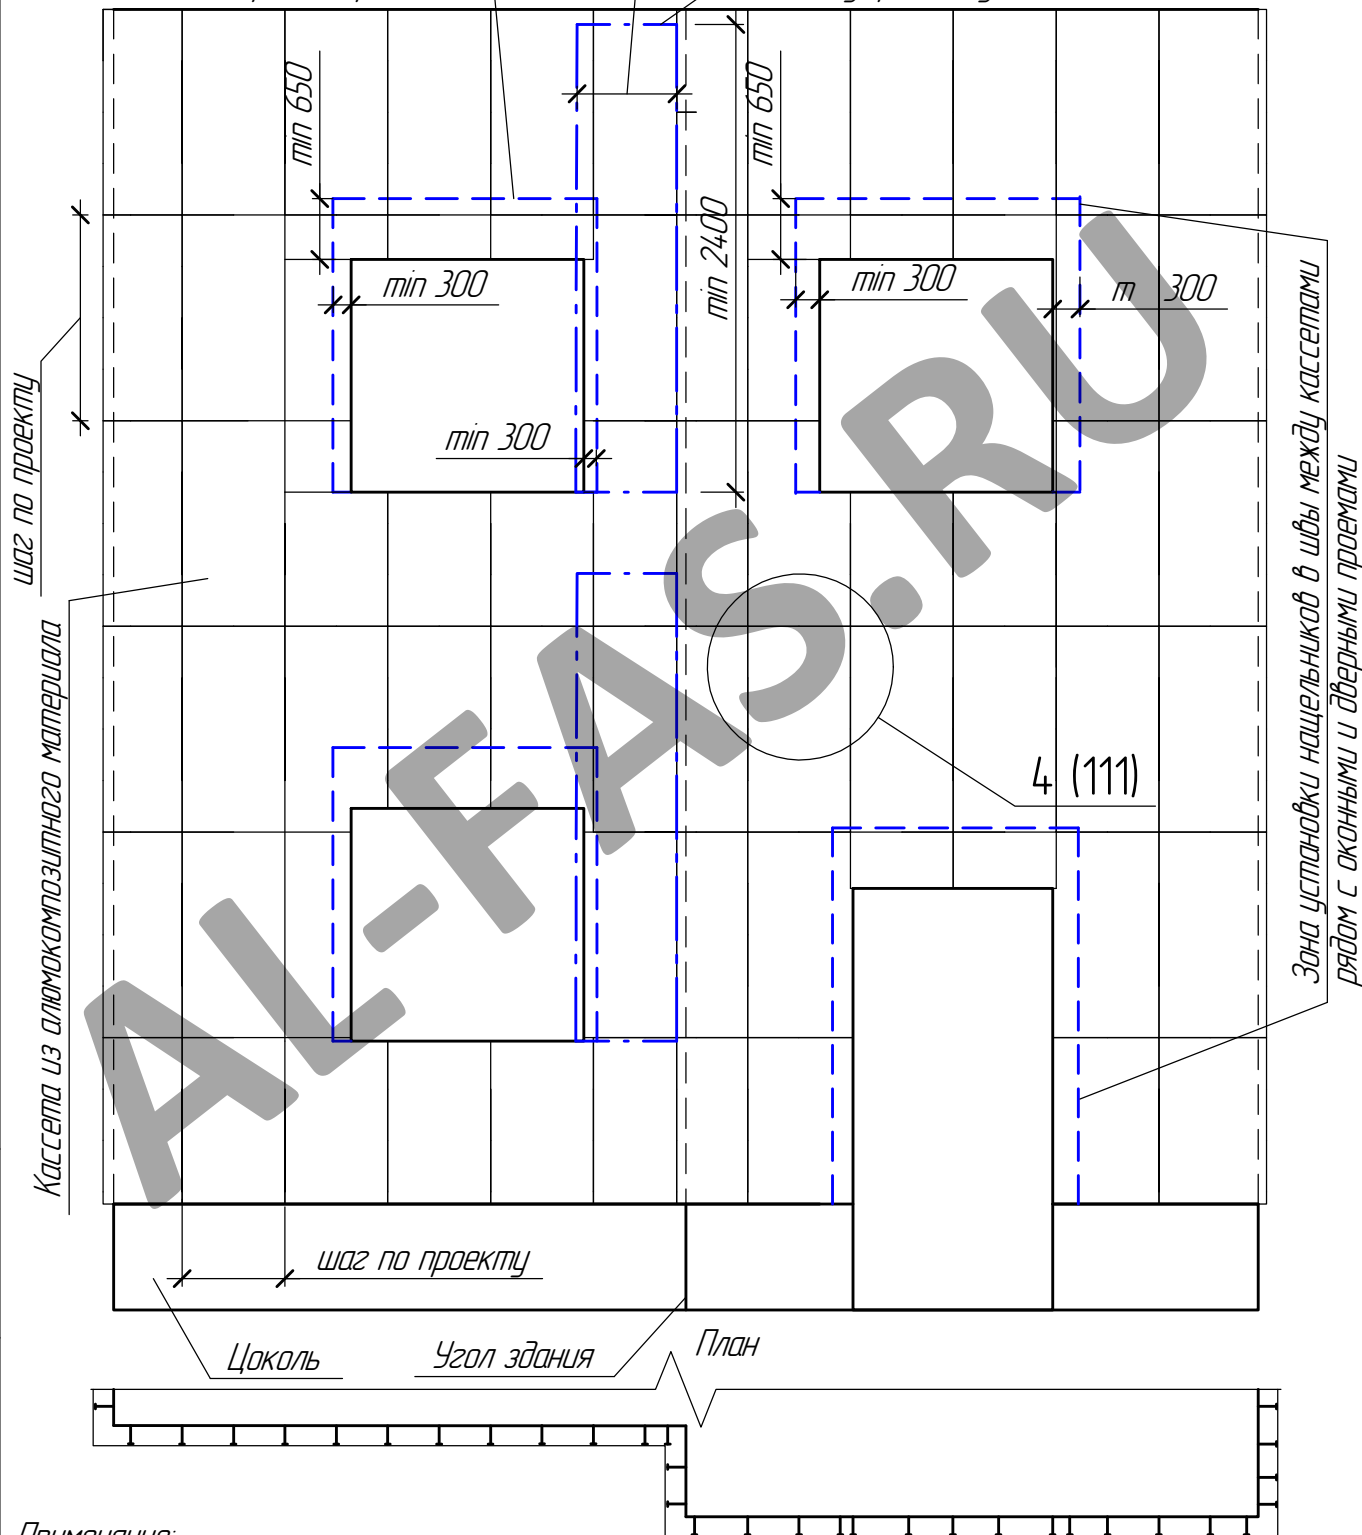 min 650
min 650
min 2400
min 300
min 300
m 300
min 300
шаг по проекту
Кассета из алюмокомпозитного материала
Зона установки нащельников в швы между кассетами
рядом с оконными и дверными проемами
4 (111)
AL-FAS.RU
шаг по проекту
Цоколь
Угол здания
План